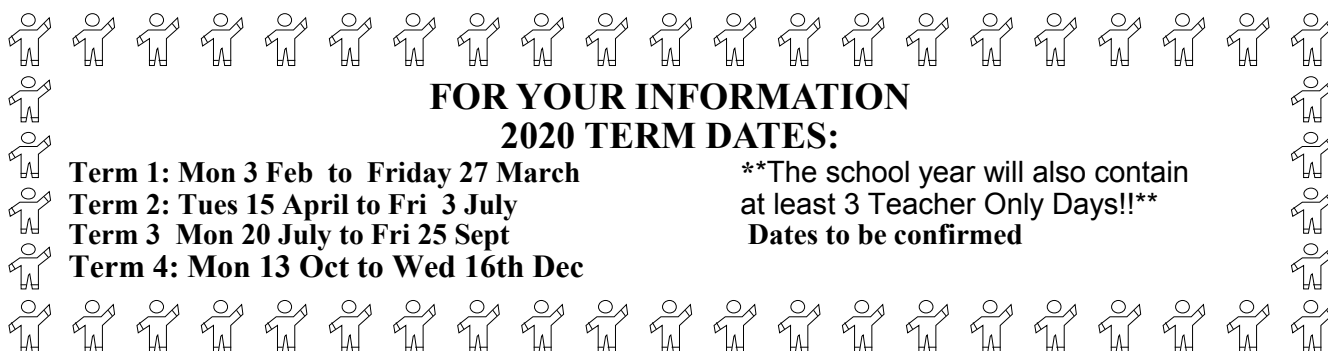 FOR YOUR INFORMATION
2020 TERM DATES:
Term 1: Mon 3 Feb to Friday 27 March
Term 2: Tues 15 April to Fri 3 July
Term 3 Mon 20 July to Fri 25 Sept
Term 4: Mon 13 Oct to Wed 16th Dec
**The school year will also contain
at least 3 Teacher Only Days!!**
Dates to be confirmed